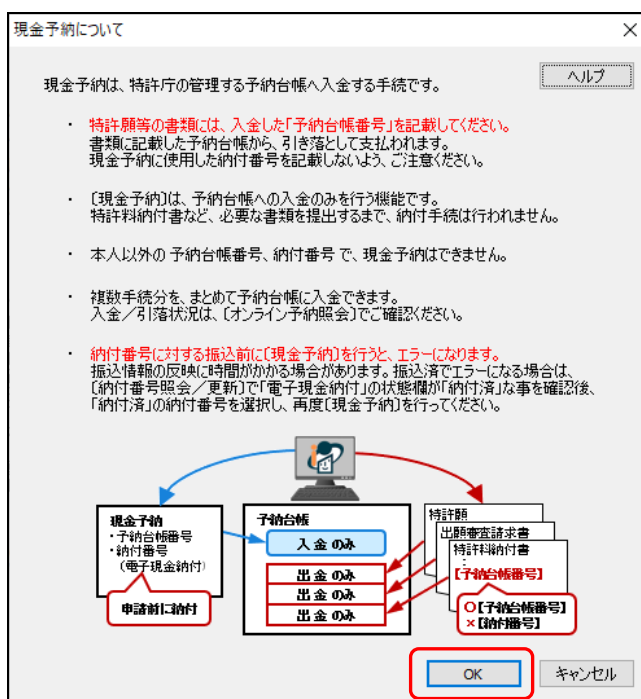 現金予納について
現金予納は、特許庁の管理する予納台帳へ入金する手続です。
ヘルプ
・ 特許願等の書類には、入金した「予納台帳番号」を記載してください。
書類に記載した予納台帳から、引き落として支払われます。
現金予納に使用した納付番号を記載しないよう、ご注意ください。
・ 〔現金予納〕は、予納台帳への入金のみを行う機能です。
特許料納付書など、必要な書類を提出するまで、納付手続は行われません。
・ 本人以外の 予納台帳番号、納付番号 で、現金予納はできません。
・ 複数手続分を、まとめて予納台帳に入金できます。
入金／引落状況は、〔オンライン予納照会〕でご確認ください。
・ 納付番号に対する振込前に〔現金予納〕を行うと、エラーになります。
振込情報の反映に時間がかかる場合があります。振込済でエラーになる場合は、
〔納付番号照会／更新〕で「電子現金納付」の状態欄が「納付済」な事を確認後、
「納付済」の納付番号を選択し、再度〔現金予納〕を行ってください。
現金予納
・予納台帳番号
・納付番号
（電子現金納付）
申請前に納付
予納台帳
入金のみ
出金のみ
出金のみ
出金のみ
特許願
出願審査請求書
特許料納付書
：
【予納台帳番号】
○【予納台帳番号】
×【納付番号】
OK
キャンセル